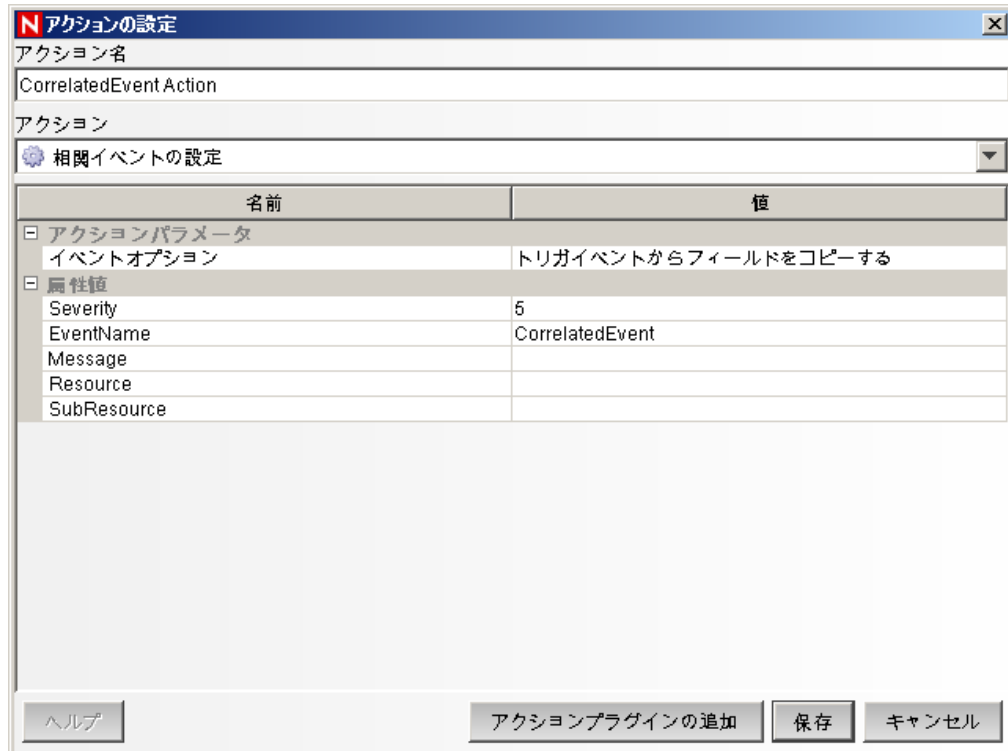 N アクションの設定
アクション名
CorrelatedEvent Action
アクション
相関イベントの設定
名前 値
アクションパラメータ
イベントオプション トリガイベントからフィールドをコピーする
属性値
Severity 5
EventName CorrelatedEvent
Message
Resource
SubResource
ヘルプ アクションプラグインの追加 保存 キャンセル